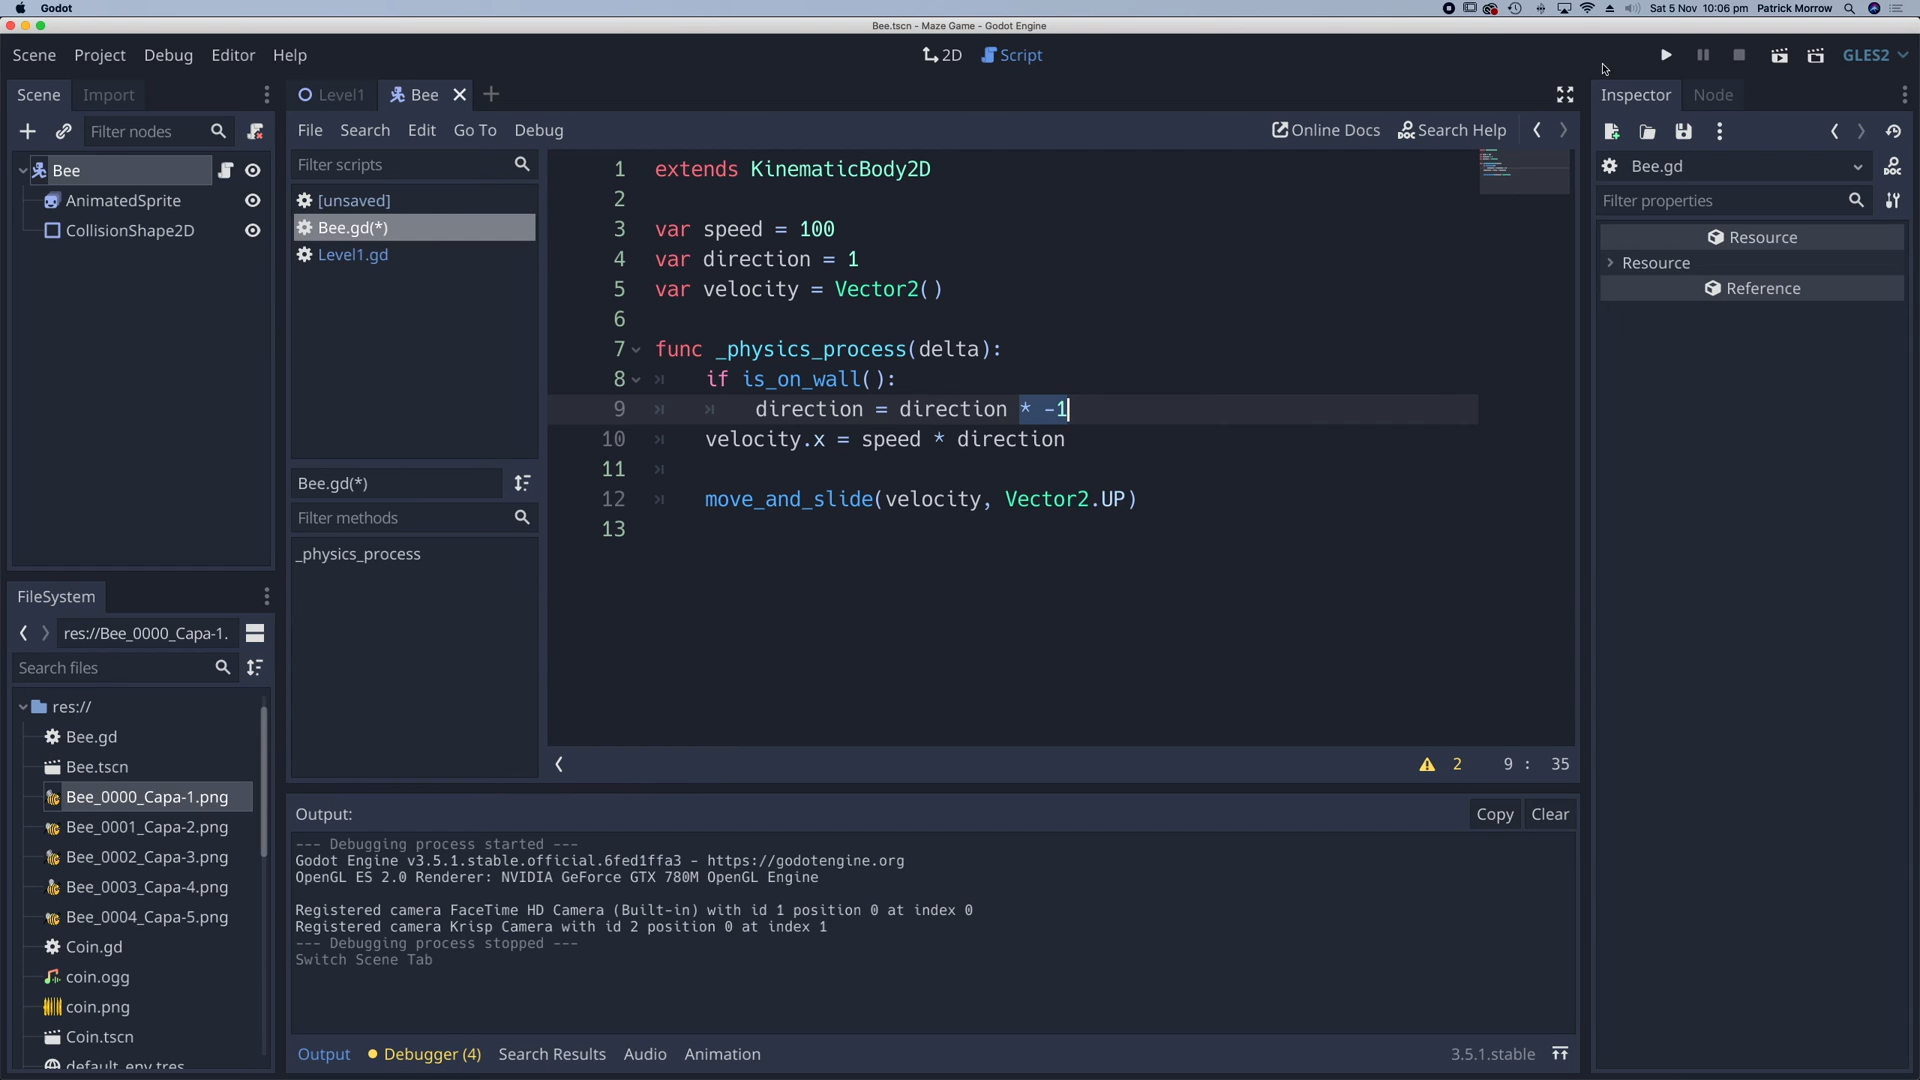 Godot
Sat 5 Nov 10:06 pm Patrick Morrow
Bee.tscn - Maze Game - Godot Engine
Scene Project Debug Editor Help
2D Script
GLES2
Scene Import
Level1 Bee
Inspector Node
Filter nodes
File Search Edit Go To Debug
Online Docs Search Help
Bee
AnimatedSprite
CollisionShape2D
Filter scripts
[unsaved]
Bee.gd(*)
Level1.gd
Bee.gd(*)
Filter methods
_physics_process
1 extends KinematicBody2D
2
3 var speed = 100
4 var direction = 1
5 var velocity = Vector2()
6
7 func _physics_process(delta):
8 if is_on_wall():
9 direction = direction * -1
10 velocity.x = speed * direction
11
12 move_and_slide(velocity, Vector2.UP)
13
2 9 : 35
Bee.gd
Filter properties
Resource
Resource
Reference
FileSystem
res://Bee_0000_Capa-1.
Search files
res://
Bee.gd
Bee.tscn
Bee_0000_Capa-1.png
Bee_0001_Capa-2.png
Bee_0002_Capa-3.png
Bee_0003_Capa-4.png
Bee_0004_Capa-5.png
Coin.gd
coin.ogg
coin.png
Coin.tscn
default_env.tres
Output:
Copy Clear
--- Debugging process started ---
Godot Engine v3.5.1.stable.official.6fed1ffa3 - https://godotengine.org
OpenGL ES 2.0 Renderer: NVIDIA GeForce GTX 780M OpenGL Engine
Registered camera FaceTime HD Camera (Built-in) with id 1 position 0 at index 0
Registered camera Krisp Camera with id 2 position 0 at index 1
--- Debugging process stopped ---
Switch Scene Tab
Output Debugger (4) Search Results Audio Animation
3.5.1.stable